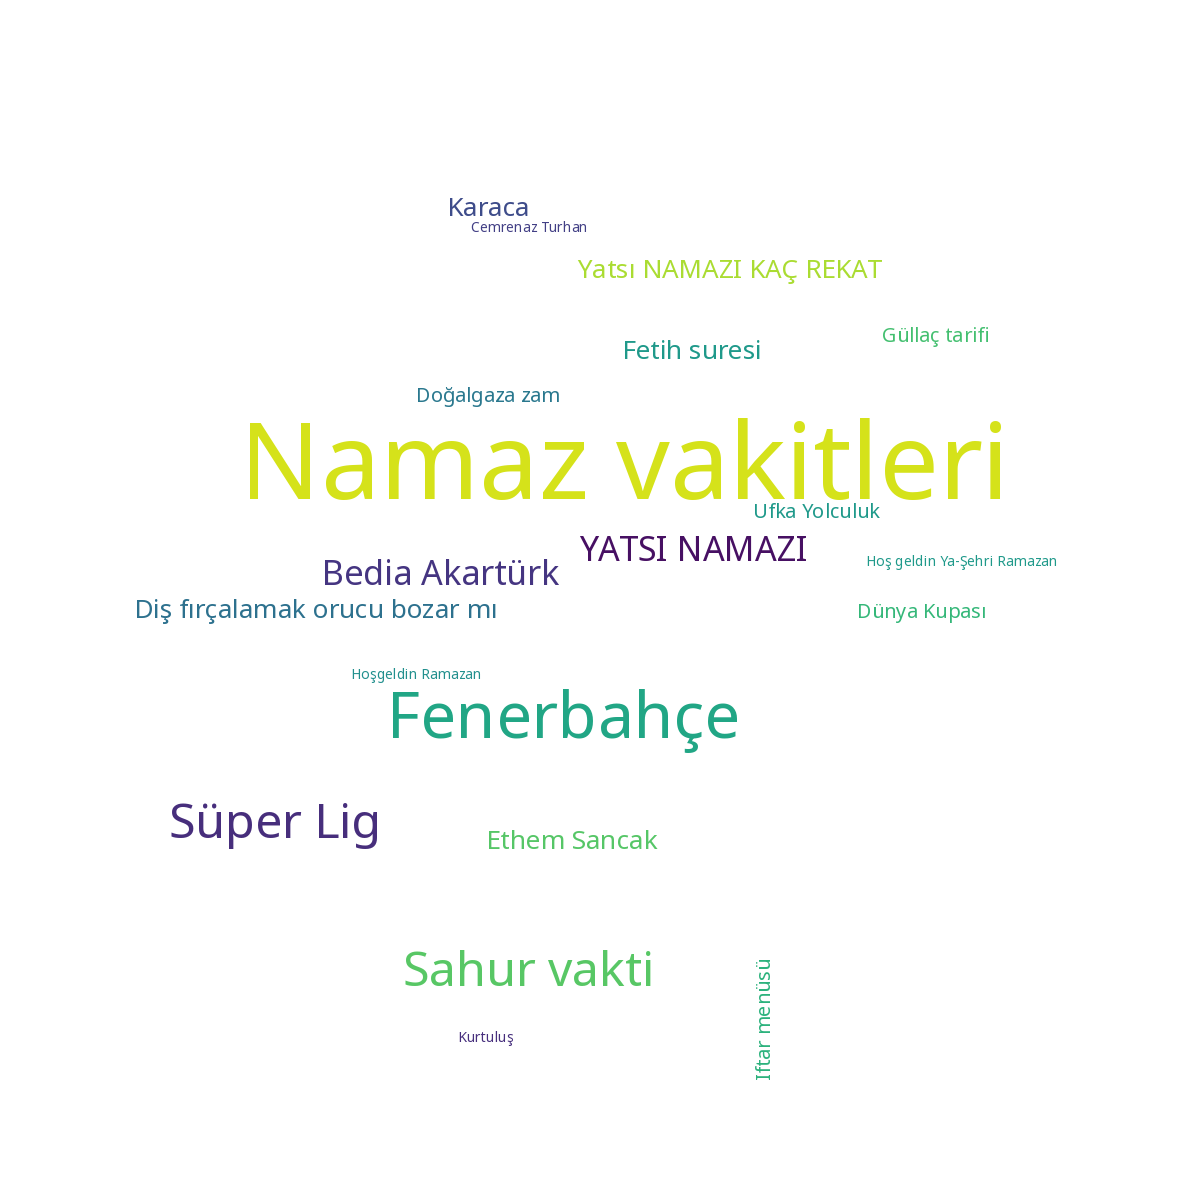 Karaca
Cemrenaz Turhan
Yatsı NAMAZI KAÇ REKAT
Güllaç tarifi
Fetih suresi
Doğalgaza zam
Namaz vakitleri
Ufka Yolculuk
YATSI NAMAZI
Hoş geldin Ya-Şehri Ramazan
Bedia Akartürk
Diş fırçalamak orucu bozar mı
Dünya Kupası
Hoşgeldin Ramazan
Fenerbahçe
Süper Lig
Ethem Sancak
Sahur vakti
Iftar menüsü
Kurtuluş